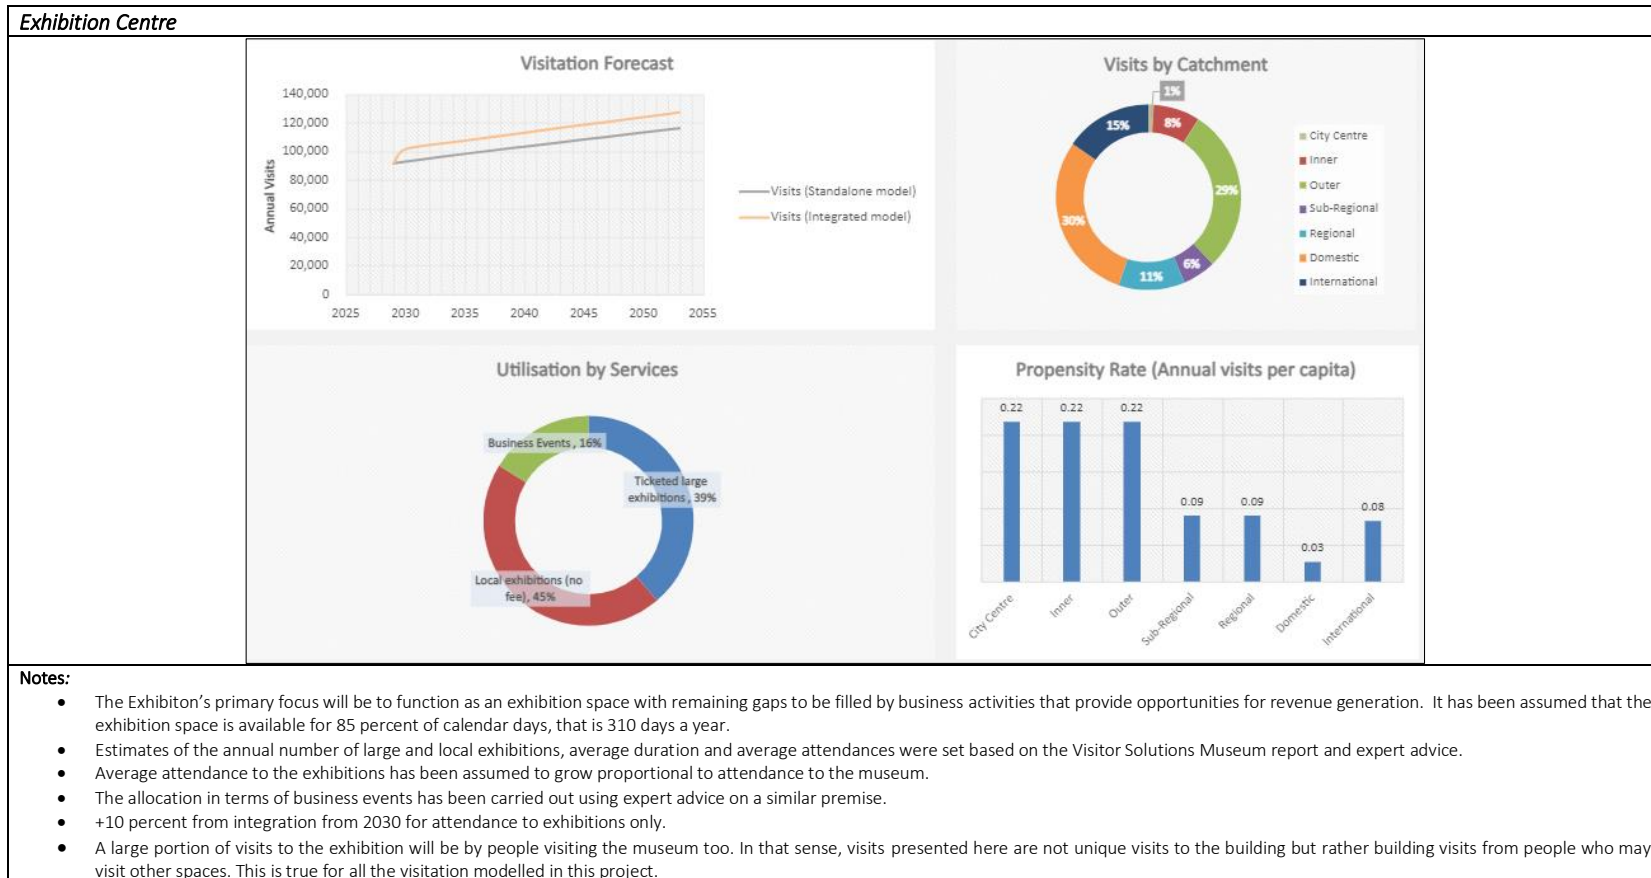 Exhibition Centre
Visitation Forecast
140,000
120,000
100,000
80,000
60,000
40,000
20,000
0
Annual Visits
2025 2030 2035 2040 2045 2050 2055
Visits (Standalone model)
Visits (Integrated model)
Visits by Catchment
1%
8%
29%
6%
11%
30%
15%
City Centre
Inner
Outer
Sub-Regional
Regional
Domestic
International
Utilisation by Services
Business Events , 16%
Ticketed large
exhibitions , 39%
Local exhibitions (no
fee), 45%
Propensity Rate (Annual visits per capita)
0.22 0.22 0.22 0.09 0.09 0.03 0.08
City Centre Inner Outer Sub-Regional Regional Domestic International
Notes:
• The Exhibiton's primary focus will be to function as an exhibition space with remaining gaps to be filled by business activities that provide opportunities for revenue generation. It has been assumed that the
exhibition space is available for 85 percent of calendar days, that is 310 days a year.
• Estimates of the annual number of large and local exhibitions, average duration and average attendances were set based on the Visitor Solutions Museum report and expert advice.
• Average attendance to the exhibitions has been assumed to grow proportional to attendance to the museum.
• The allocation in terms of business events has been carried out using expert advice on a similar premise.
• +10 percent from integration from 2030 for attendance to exhibitions only.
• A large portion of visits to the exhibition will be by people visiting the museum too. In that sense, visits presented here are not unique visits to the building but rather building visits from people who may
visit other spaces. This is true for all the visitation modelled in this project.